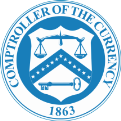 COMPTROLLER OF THE CURRENCY
1863